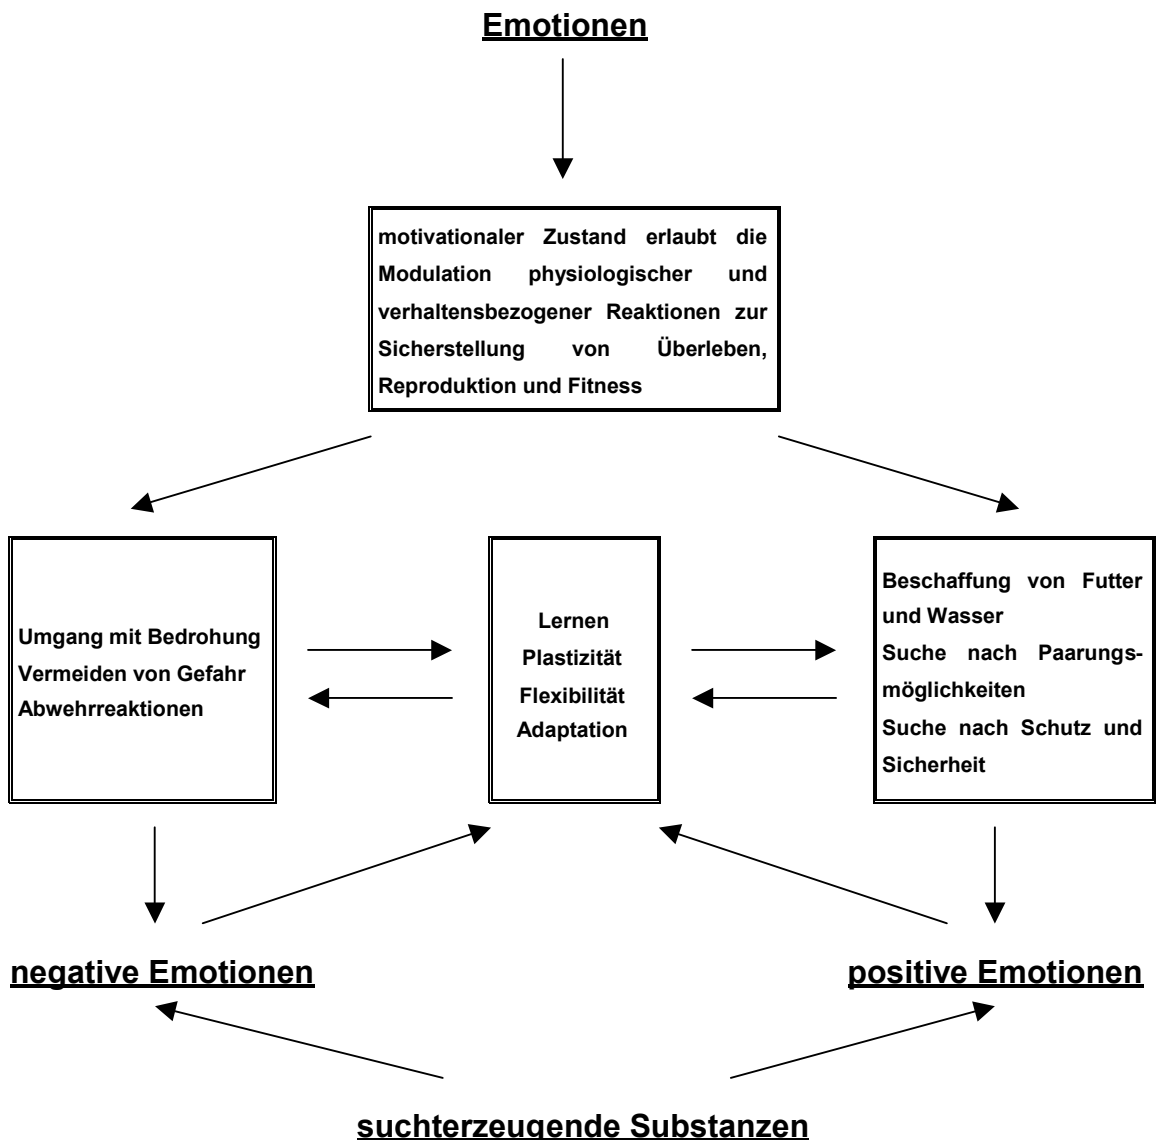 Emotionen
motivationaler Zustand erlaubt die
Modulation physiologischer und
verhaltensbezogener Reaktionen zur
Sicherstellung von Überleben,
Reproduktion und Fitness
Umgang mit Bedrohung
Vermeiden von Gefahr
Abwehrreaktionen
Lernen
Plastizität
Flexibilität
Adaptation
Beschaffung von Futter
und Wasser
Suche nach Paarungs-
möglichkeiten
Suche nach Schutz und
Sicherheit
negative Emotionen
positive Emotionen
suchterzeugende Substanzen